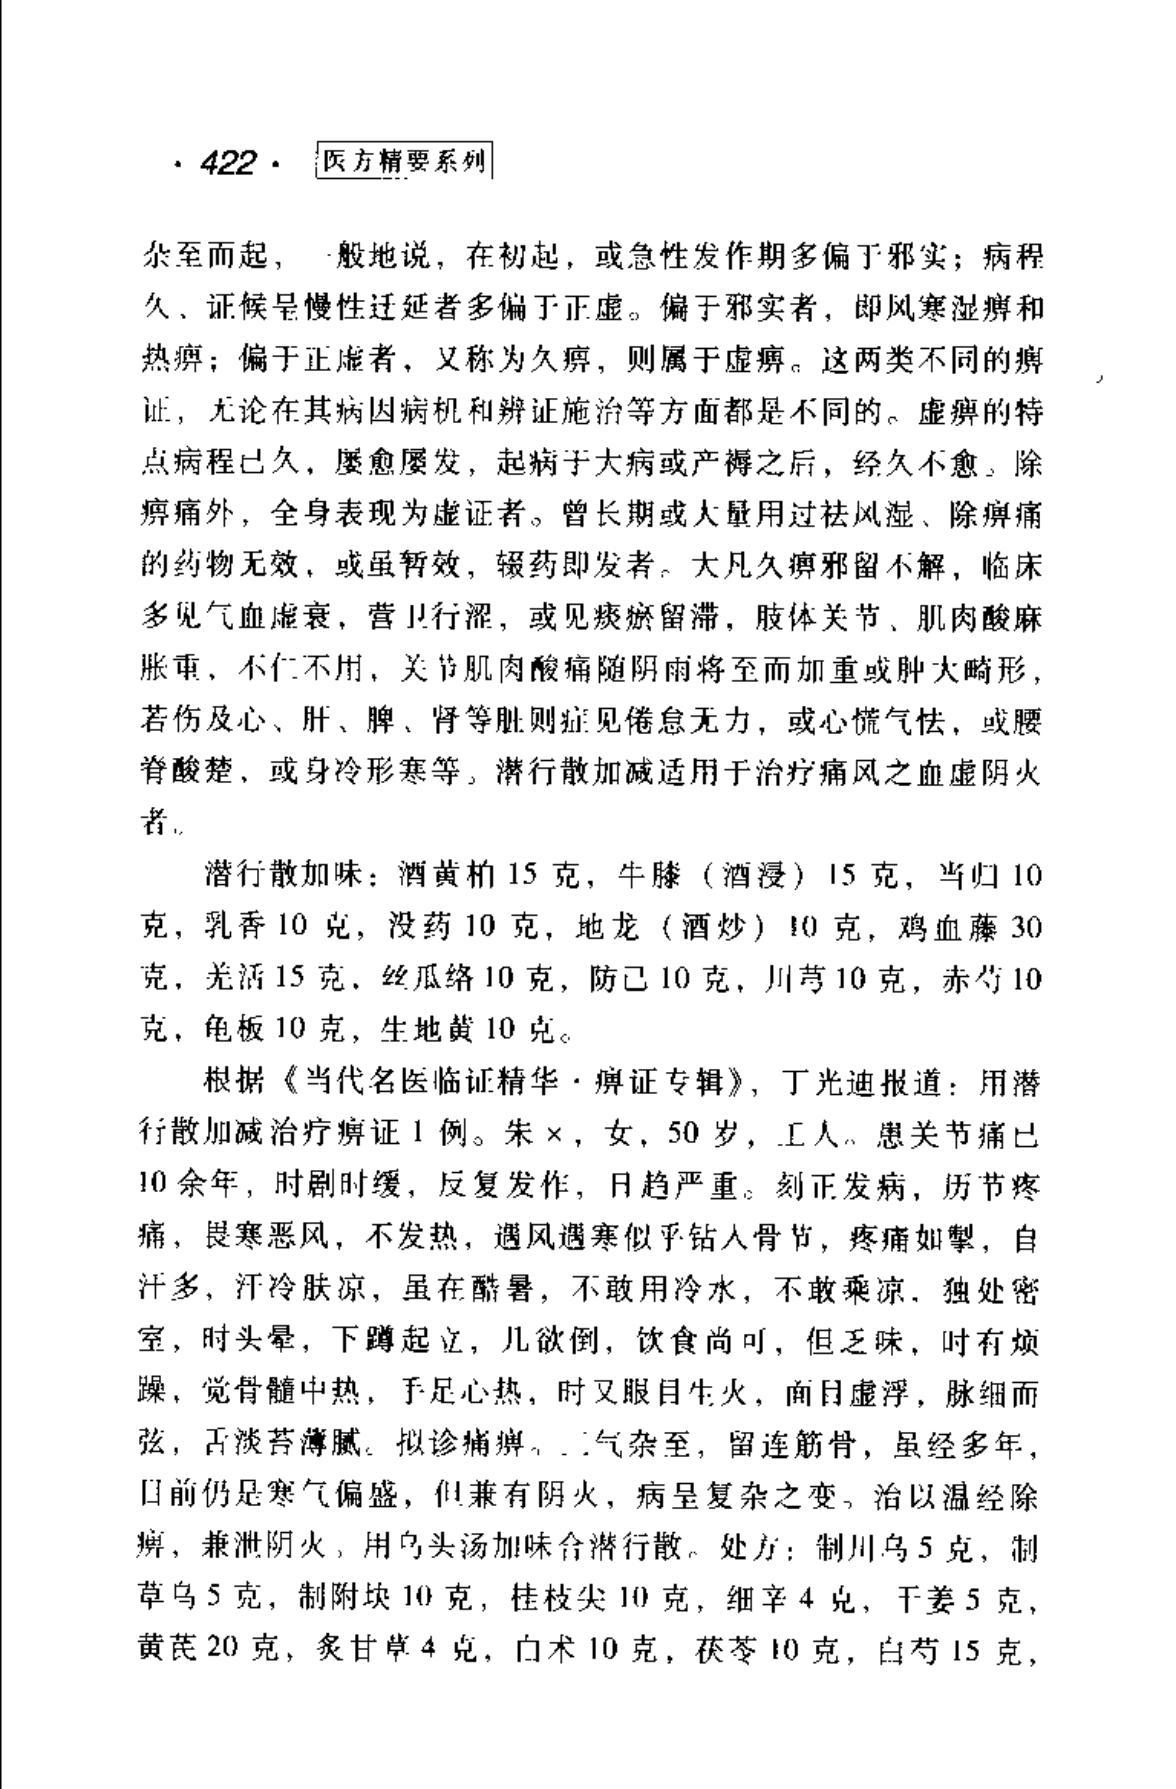 · 422 · 医方精要系列
杂至而起，一般地说，在初起，或急性发作期多偏于邪实；病程
久、证候呈慢性迁延者多偏于正虚。偏于邪实者，即风寒湿痹和
热痹；偏于正虚者，又称为久痹，则属于虚痹。这两类不同的痹
证，无论在其病因病机和辨证施治等方面都是不同的。虚痹的特
点病程已久，屡愈屡发，起病于大病或产褥之后，经久不愈。除
痹痛外，全身表现为虚证者。曾长期或大量用过祛风湿、除痹痛
的药物无效，或虽暂效，辍药即发者。大凡久痹邪留不解，临床
多见气血虚衰，营卫行涩，或见痰瘀留滞，肢体关节、肌肉酸麻
胀重，不仁不用，关节肌肉酸痛随阴雨将至而加重或肿大畸形，
若伤及心、肝、脾、肾等脏则症见倦怠无力，或心慌气怯，或腰
脊酸楚，或身冷形寒等。潜行散加减适用于治疗痛风之血虚阴火
者。
潜行散加味：酒黄柏 15 克，牛膝（酒浸）15 克，当归 10
克，乳香 10 克，没药 10 克，地龙（酒炒）10 克，鸡血藤 30
克，羌活 15 克，丝瓜络 10 克，防己 10 克，川芎 10 克，赤芍 10
克，龟板 10 克，生地黄 10 克。
根据《当代名医临证精华·痹证专辑》，丁光迪报道：用潜
行散加减治疗痹证 1 例。朱×，女，50 岁，工人。患关节痛已
10 余年，时剧时缓，反复发作，日趋严重。刻正发病，历节疼
痛，畏寒恶风，不发热，遇风遇寒似乎钻入骨节，疼痛如掣，自
汗多，汗冷肤凉，虽在酷暑，不敢用冷水，不敢乘凉，独处密
室，时头晕，下蹲起立，几欲倒，饮食尚可，但乏味，时有烦
躁，觉骨髓中热，手足心热，时又眼目生火，面目虚浮，脉细而
弦，舌淡苔薄腻。拟诊痛痹。三气杂至，留连筋骨，虽经多年，
目前仍是寒气偏盛，但兼有阴火，病呈复杂之变。治以温经除
痹，兼泄阴火。用乌头汤加味合潜行散。处方：制川乌 5 克，制
草乌 5 克，制附块 10 克，桂枝尖 10 克，细辛 4 克，干姜 5 克，
黄芪 20 克，炙甘草 4 克，白术 10 克，茯苓 10 克，白芍 15 克，